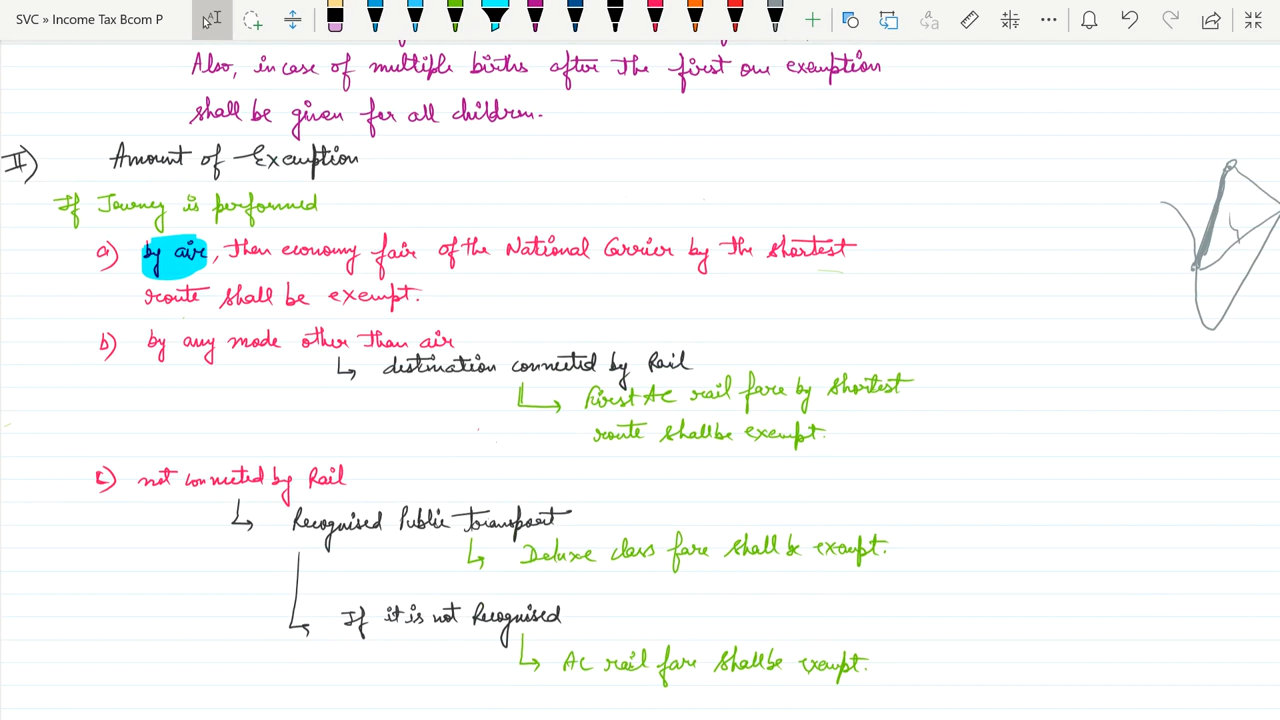 SVC » Income Tax Bcom P
Also, in case of multiple births after the first one exemption
shall be given for all children.
II) Amount of Exemption
If Journey is performed
a) by air, then economy fair of the National Carrier by the shortest
route shall be exempt.
b) by any mode other than air
↳ destination connected by Rail
↳ First AC rail fare by shortest
route shall be exempt.
c) not connected by Rail
↳ Recognised Public Transport
↳ Deluxe class fare shall be exempt.
↳ If it is not Recognised
↳ AC rail fare shall be exempt.